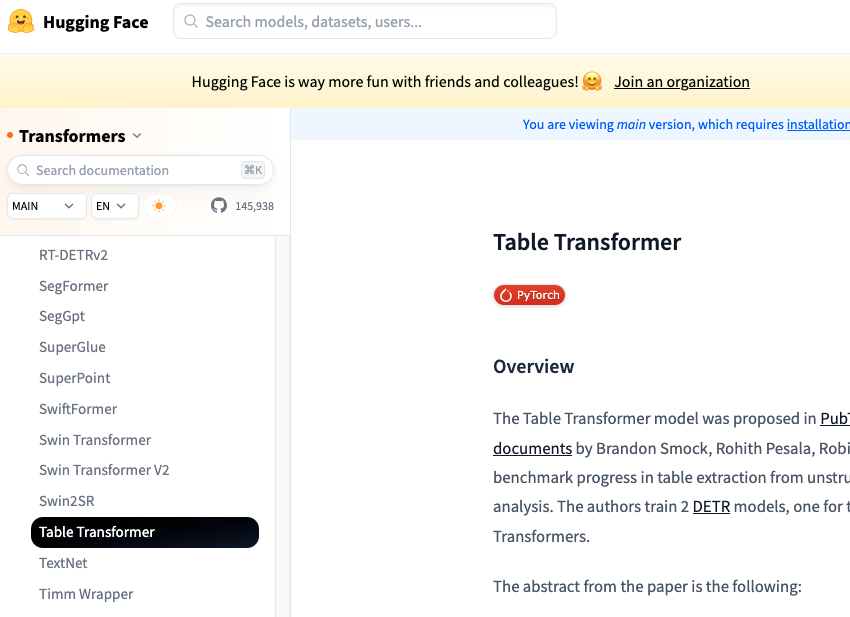 Hugging Face
Search models, datasets, users...
Hugging Face is way more fun with friends and colleagues! 🤗 Join an organization
Transformers
Search documentation
⌘K
MAIN
EN
145,938
RT-DETRv2
SegFormer
SegGpt
SuperGlue
SuperPoint
SwiftFormer
Swin Transformer
Swin Transformer V2
Swin2SR
Table Transformer
TextNet
Timm Wrapper
You are viewing main version, which requires installation
Table Transformer
PyTorch
Overview
The Table Transformer model was proposed in
documents by Brandon Smock, Rohith Pesala,
benchmark progress in table extraction from
analysis. The authors train 2 DETR models, one for
Transformers.
The abstract from the paper is the following: